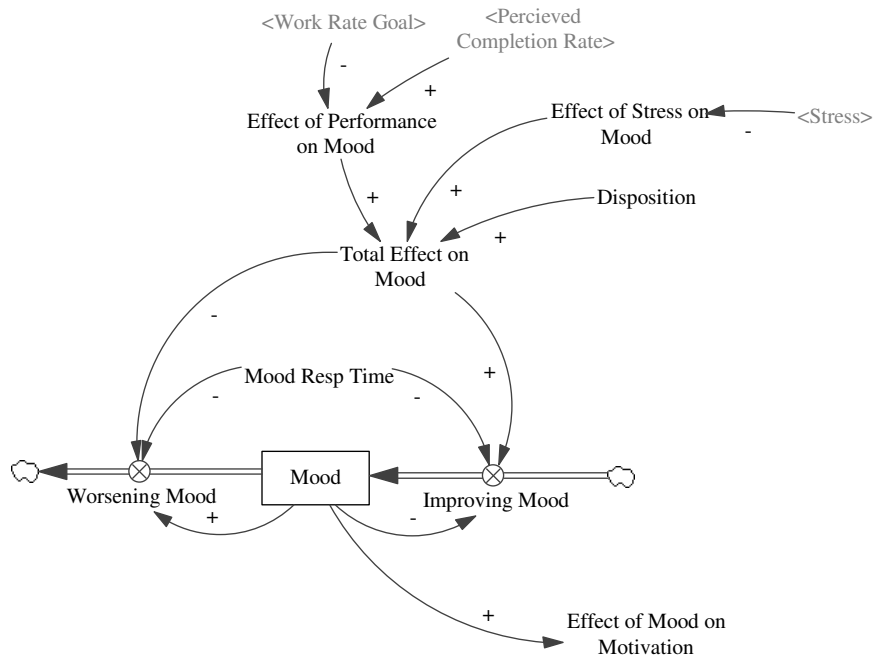 <Work Rate Goal>
<Percieved
Completion Rate>
-
+
Effect of Performance
on Mood
Effect of Stress on
Mood
-
<Stress>
+
+
Disposition
+
Total Effect on
Mood
-
+
Mood Resp Time
-
-
Mood
Worsening Mood
Improving Mood
+
-
+
Effect of Mood on
Motivation